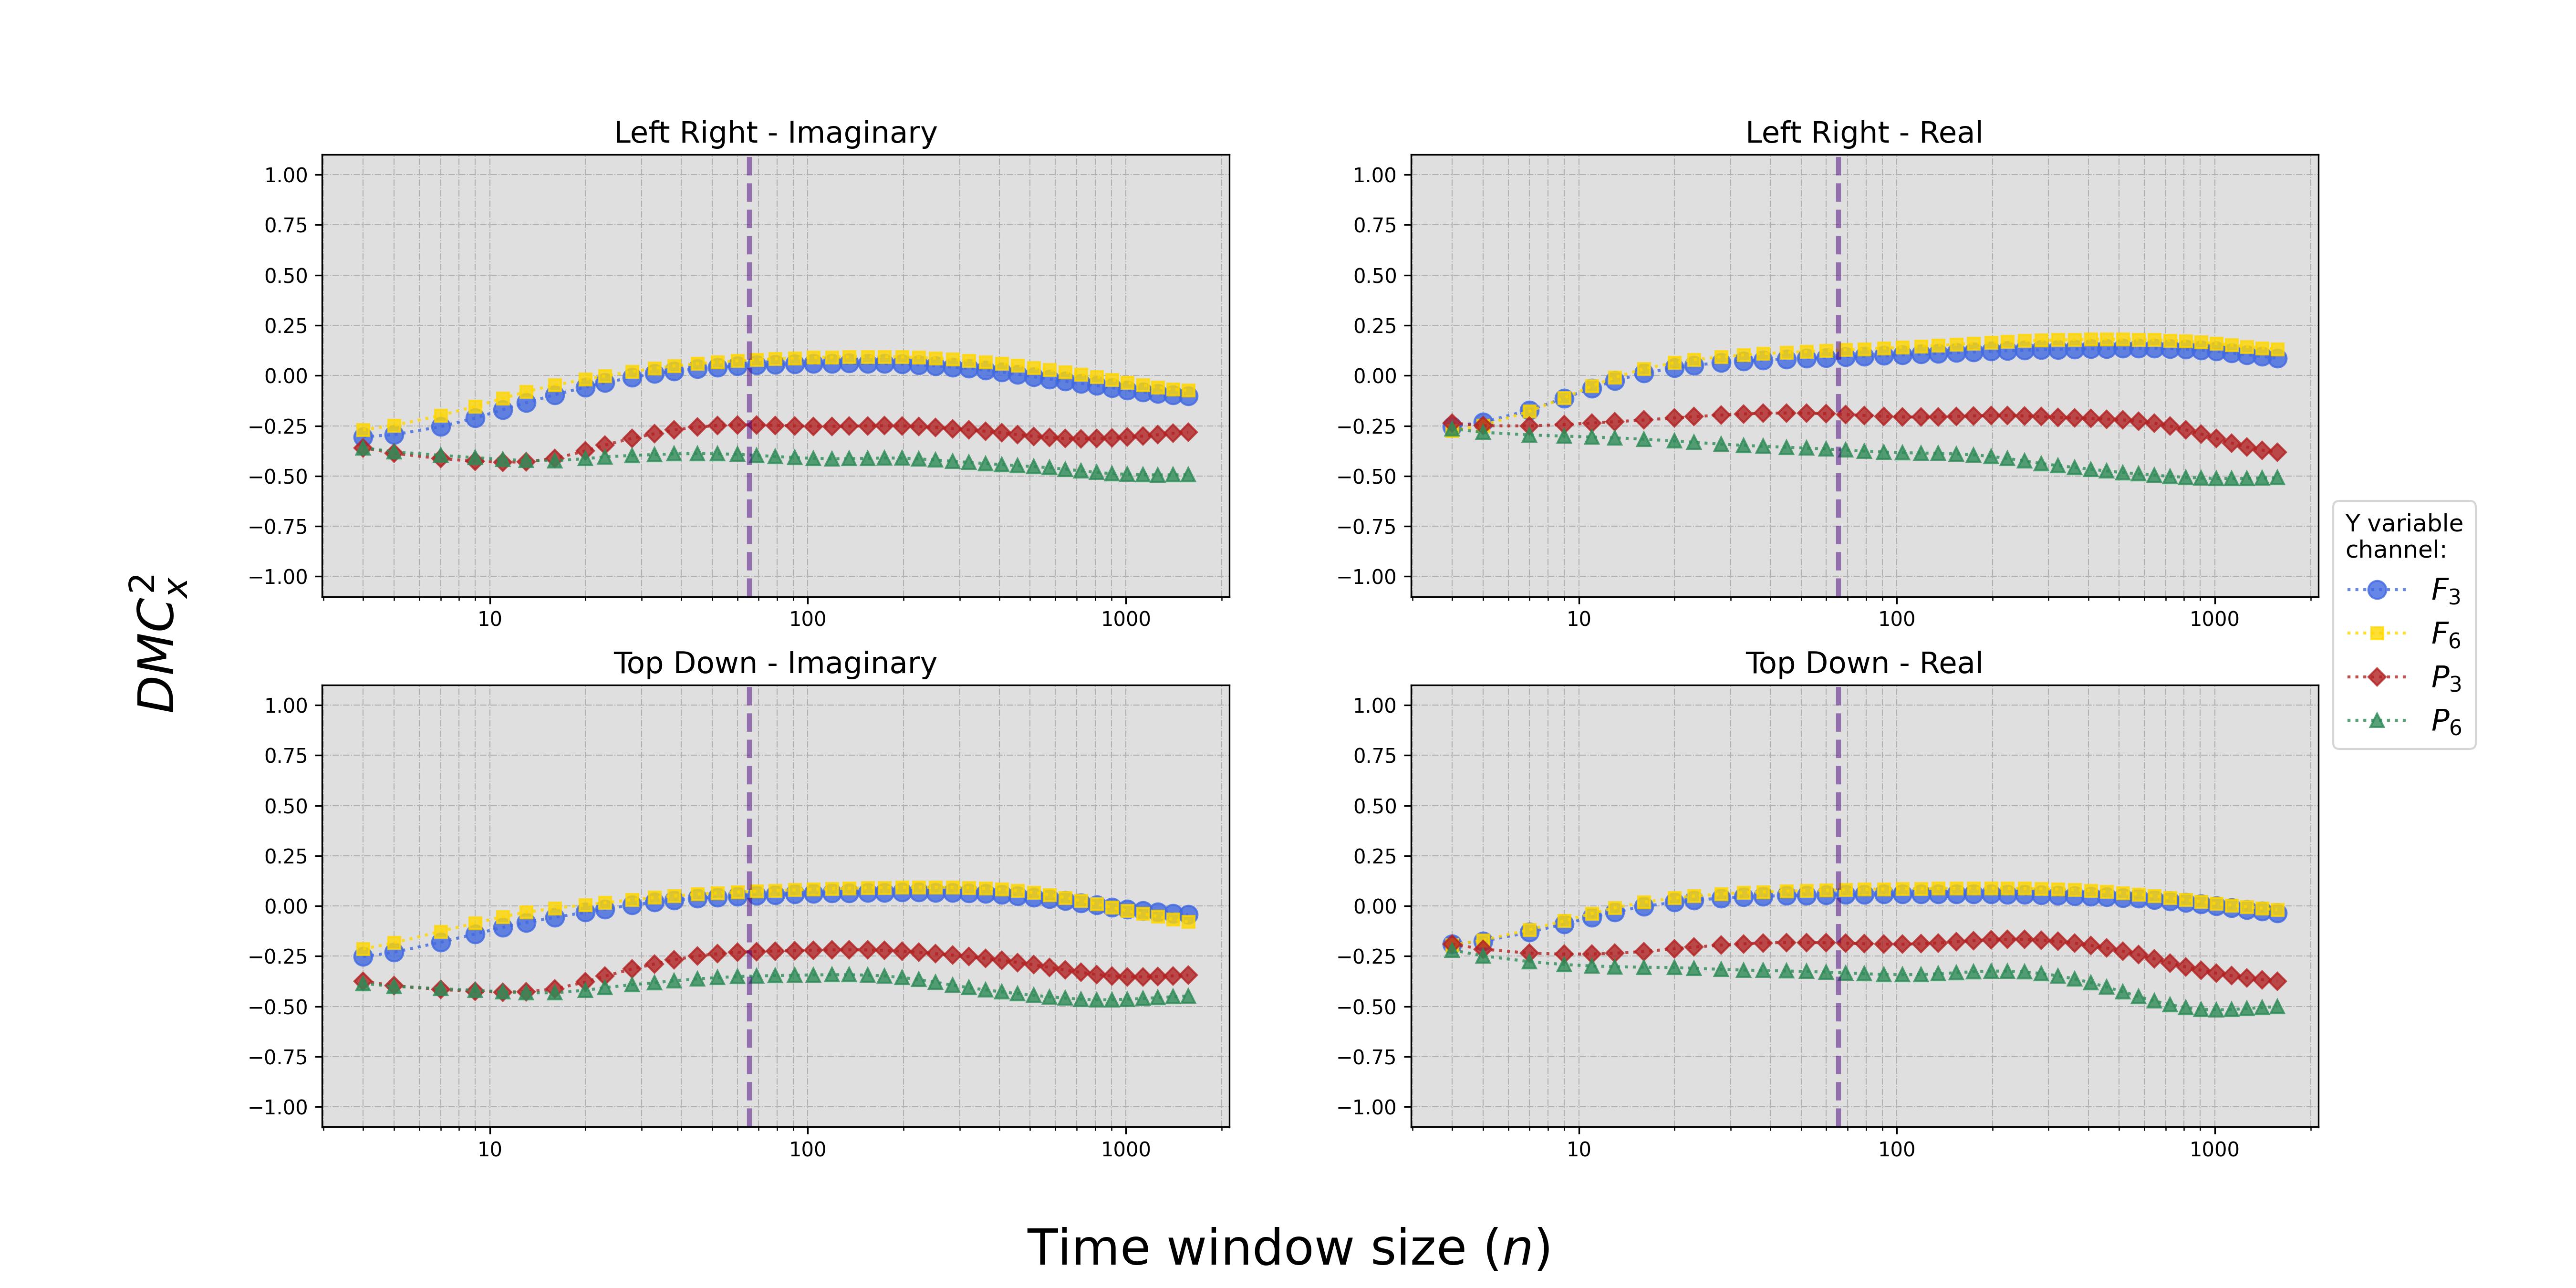 Left Right - Imaginary
1.00
0.75
0.50
0.25
0.00
−0.25
−0.50
−0.75
−1.00
10 100 1000
Left Right - Real
1.00
0.75
0.50
0.25
0.00
−0.25
−0.50
−0.75
−1.00
10 100 1000
Top Down - Imaginary
1.00
0.75
0.50
0.25
0.00
−0.25
−0.50
−0.75
−1.00
10 100 1000
Top Down - Real
1.00
0.75
0.50
0.25
0.00
−0.25
−0.50
−0.75
−1.00
10 100 1000
Y variable
channel:
F₃
F₆
P₃
P₆
DMC²ₓ
Time window size (n)